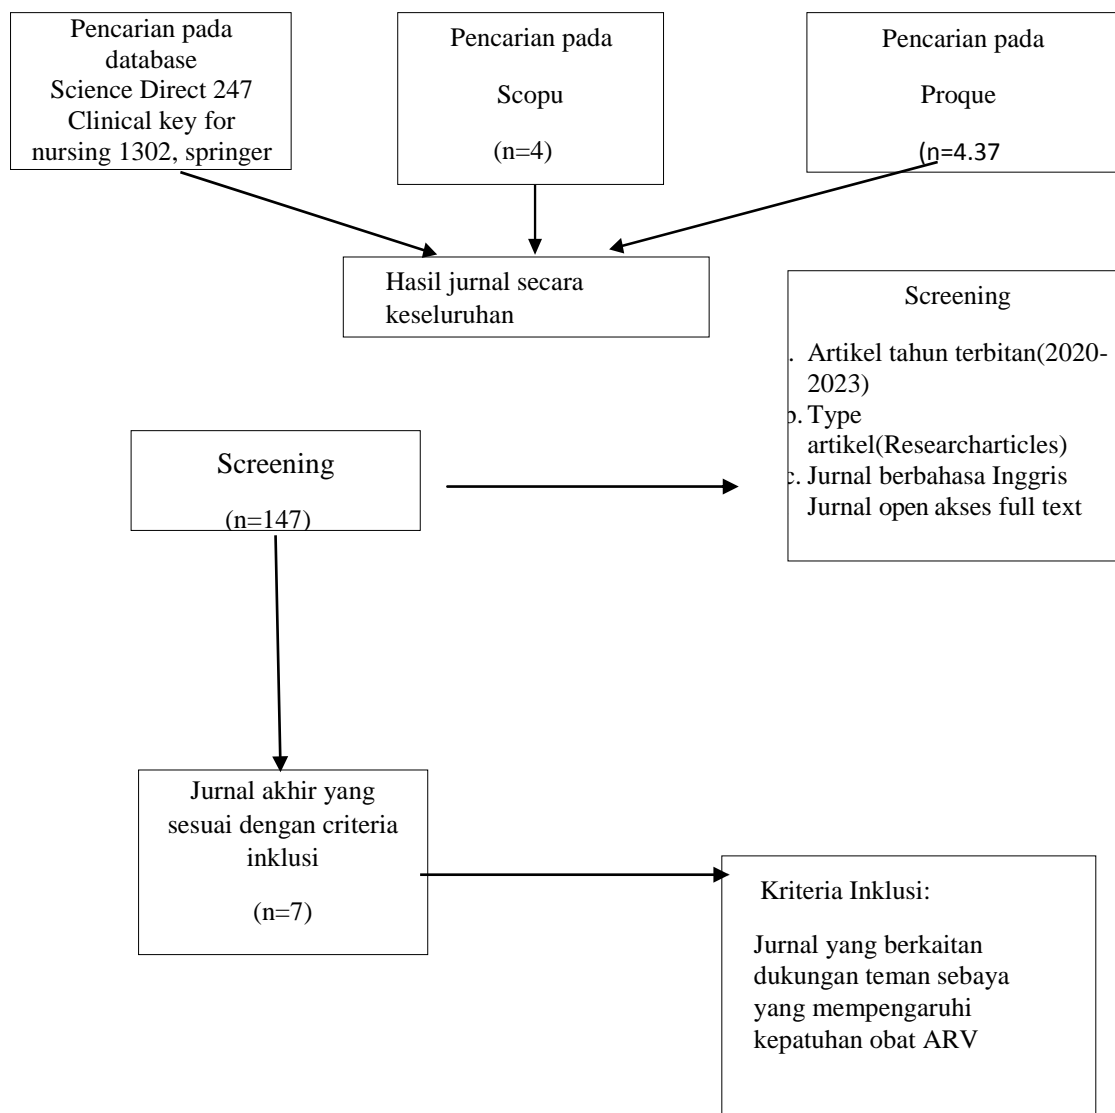 Pencarian pada
database
Science Direct 247
Clinical key for
nursing 1302, springer
Pencarian pada
Scopu
(n=4)
Pencarian pada
Proque
(n=4.37
Hasil jurnal secara
keseluruhan
Screening
. Artikel tahun terbitan(2020-
2023)
b. Type
artikel(Researcharticles)
c. Jurnal berbahasa Inggris
Jurnal open akses full text
Screening
(n=147)
Jurnal akhir yang
sesuai dengan criteria
inklusi
(n=7)
Kriteria Inklusi:
Jurnal yang berkaitan
dukungan teman sebaya
yang mempengaruhi
kepatuhan obat ARV